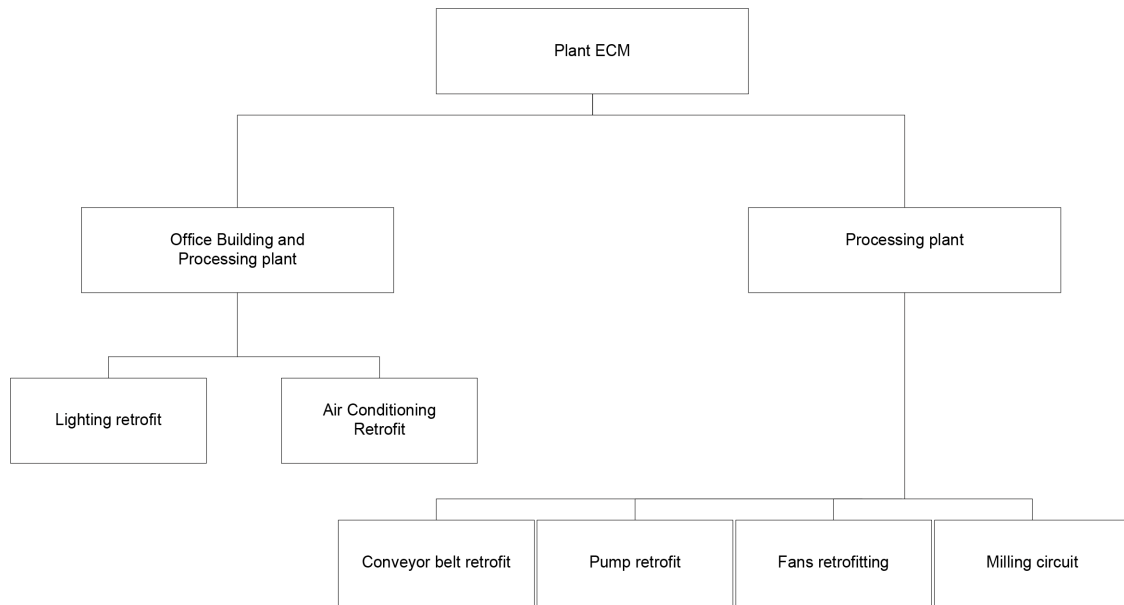 Plant ECM
Office Building and
Processing plant
Processing plant
Lighting retrofit
Air Conditioning
Retrofit
Conveyor belt retrofit
Pump retrofit
Fans retrofitting
Milling circuit